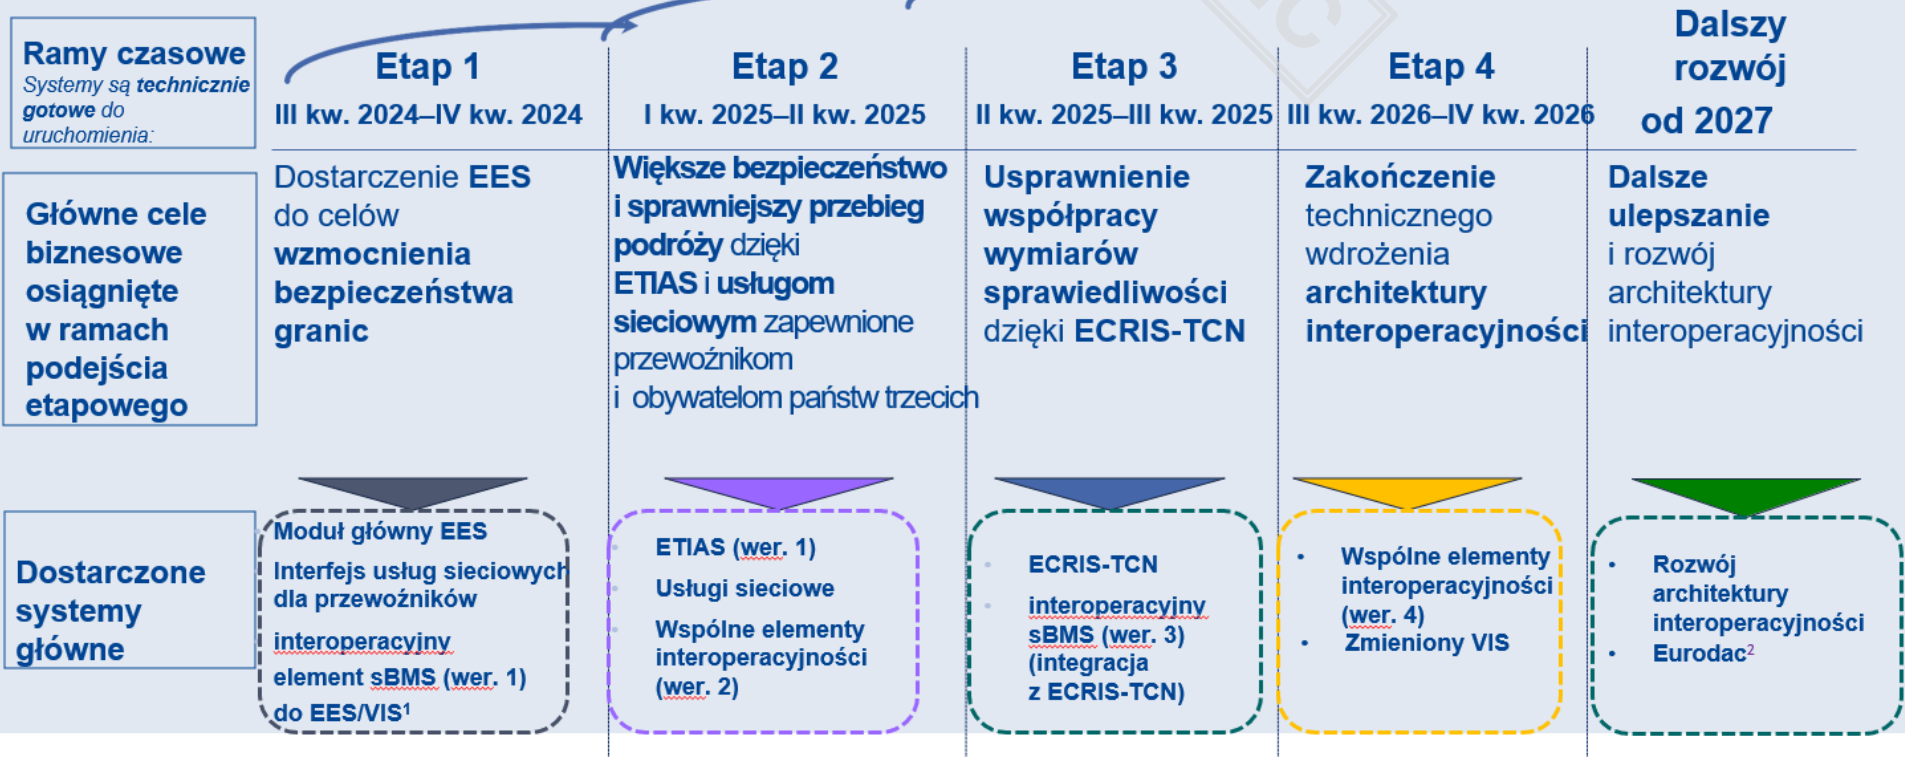 Ramy czasowe
Systemy są technicznie
gotowe do
uruchomienia:
Etap 1
III kw. 2024–IV kw. 2024
Etap 2
I kw. 2025–II kw. 2025
Etap 3
II kw. 2025–III kw. 2025
Etap 4
III kw. 2026–IV kw. 2026
Dalszy
rozwój
od 2027
Główne cele
biznesowe
osiągnięte
w ramach
podejścia
etapowego
Dostarczenie EES
do celów
wzmocnienia
bezpieczeństwa
granic
Większe bezpieczeństwo
i sprawniejszy przebieg
podróży dzięki
ETIAS i usługom
sieciowym zapewnione
przewoźnikom
i obywatelom państw trzecich
Usprawnienie
współpracy
wymiarów
sprawiedliwości
dzięki ECRIS-TCN
Zakończenie
technicznego
wdrożenia
architektury
interoperacyjności
Dalsze
ulepszanie
i rozwój
architektury
interoperacyjności
Dostarczone
systemy
główne
Moduł główny EES
Interfejs usług sieciowych
dla przewoźników
interoperacyjny
element sBMS (wer. 1)
do EES/VIS¹
• ETIAS (wer. 1)
• Usługi sieciowe
• Wspólne elementy
interoperacyjności
(wer. 2)
• ECRIS-TCN
• interoperacyjny
sBMS (wer. 3)
(integracja
z ECRIS-TCN)
• Wspólne elementy
interoperacyjności
(wer. 4)
• Zmieniony VIS
• Rozwój
architektury
interoperacyjności
• Eurodac²